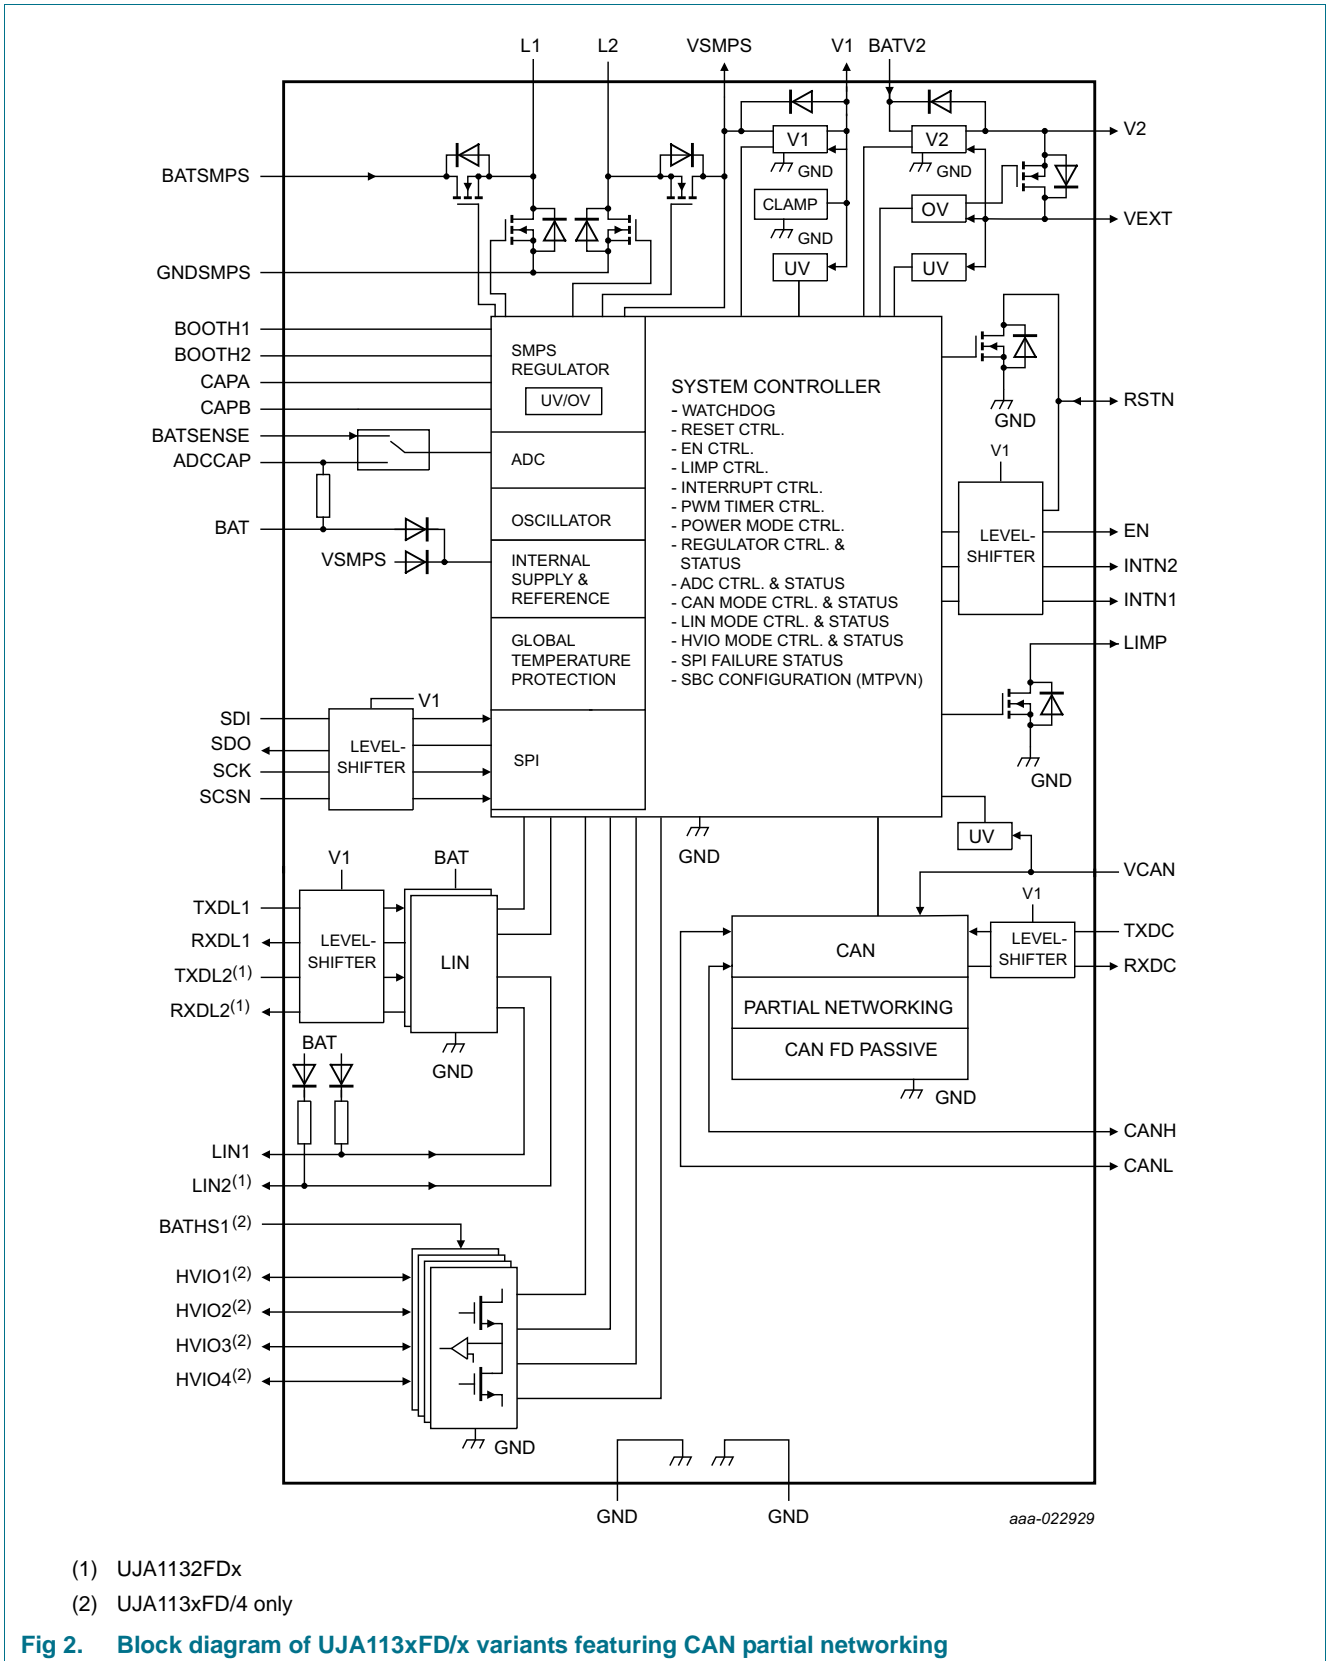 L1 L2 VSMPS V1 BATV2
V1
GND
V2
GND
V2
BATSMPS
CLAMP
GND
OV
VEXT
GNDSMPS
UV
UV
BOOTH1
BOOTH2
CAPA
CAPB
BATSENSE
ADCCAP
BAT
VSMPS
SMPS
REGULATOR
UV/OV
ADC
OSCILLATOR
INTERNAL
SUPPLY &
REFERENCE
GLOBAL
TEMPERATURE
PROTECTION
SPI
SYSTEM CONTROLLER
- WATCHDOG
- RESET CTRL.
- EN CTRL.
- LIMP CTRL.
- INTERRUPT CTRL.
- PWM TIMER CTRL.
- POWER MODE CTRL.
- REGULATOR CTRL. &
STATUS
- ADC CTRL. & STATUS
- CAN MODE CTRL. & STATUS
- LIN MODE CTRL. & STATUS
- HVIO MODE CTRL. & STATUS
- SPI FAILURE STATUS
- SBC CONFIGURATION (MTPVN)
GND
RSTN
V1
LEVEL-
SHIFTER
EN
INTN2
INTN1
LIMP
GND
V1
SDI
SDO
SCK
SCSN
LEVEL-
SHIFTER
GND
UV
VCAN
V1
BAT
TXDL1
RXDL1
TXDL2(1)
RXDL2(1)
LEVEL-
SHIFTER
LIN
GND
BAT
V1
LEVEL-
SHIFTER
TXDC
RXDC
CAN
PARTIAL NETWORKING
CAN FD PASSIVE
GND
CANH
CANL
LIN1
LIN2(1)
BATHS1(2)
HVIO1(2)
HVIO2(2)
HVIO3(2)
HVIO4(2)
GND
GND GND
aaa-022929
(1) UJA1132FDx
(2) UJA113xFD/4 only
Fig 2. Block diagram of UJA113xFD/x variants featuring CAN partial networking